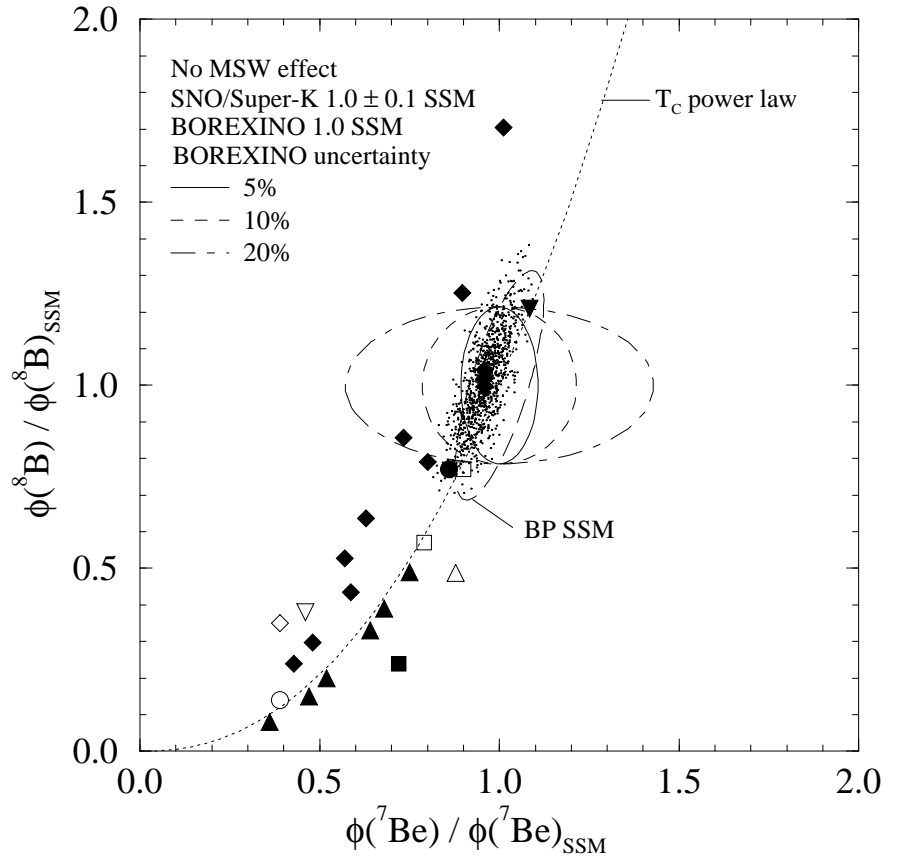 No MSW effect
SNO/Super-K 1.0 ± 0.1 SSM
BOREXINO 1.0 SSM
BOREXINO uncertainty
5%
10%
20%
T_C power law
BP SSM
2.0
1.5
1.0
0.5
0.0
ϕ(⁸B) / ϕ(⁸B)_SSM
0.0 0.5 1.0 1.5 2.0
ϕ(⁷Be) / ϕ(⁷Be)_SSM